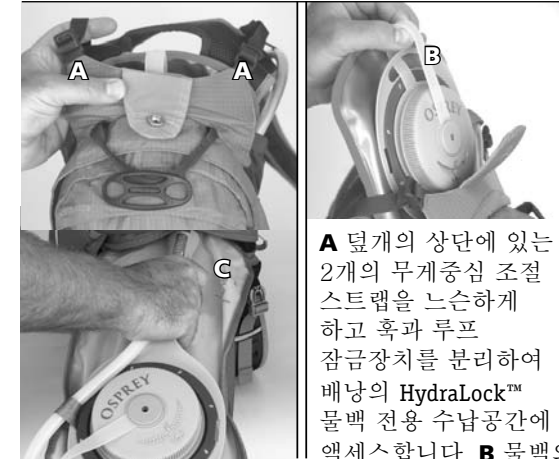 A
A
B
OSPREY
C
OSPREY
A 덮개의 상단에 있는
2개의 무게중심 조절
스트랩을 느슨하게
하고 훅과 루프
잠금장치를 분리하여
배낭의 HydraLock™
물백 전용 수납공간에
액세스합니다. B 물백의